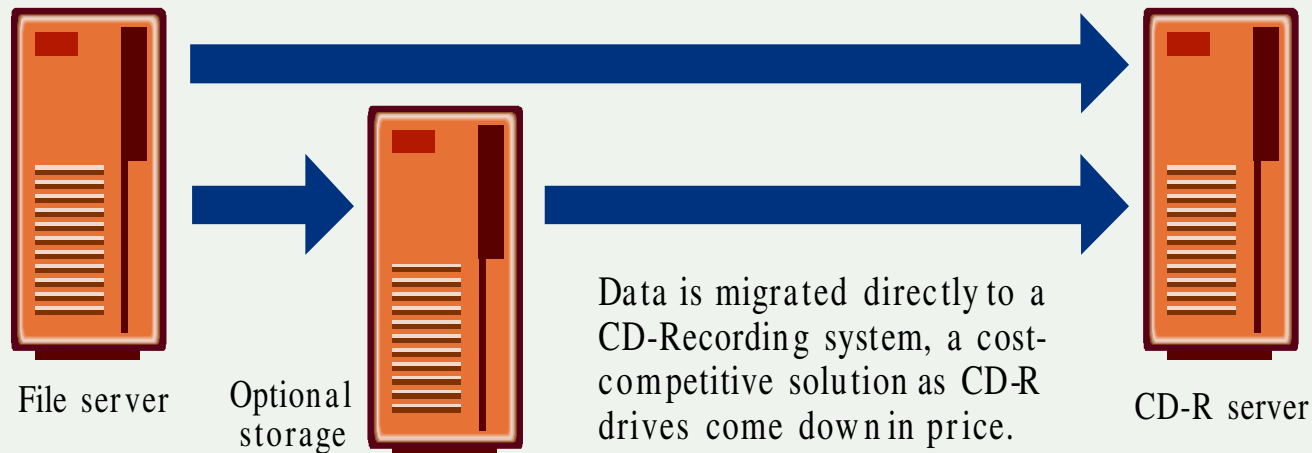 File server
Optional
storage
Data is migrated directly to a
CD-Recording system, a cost-
competitive solution as CD-R
drives come down in price.
CD-R server